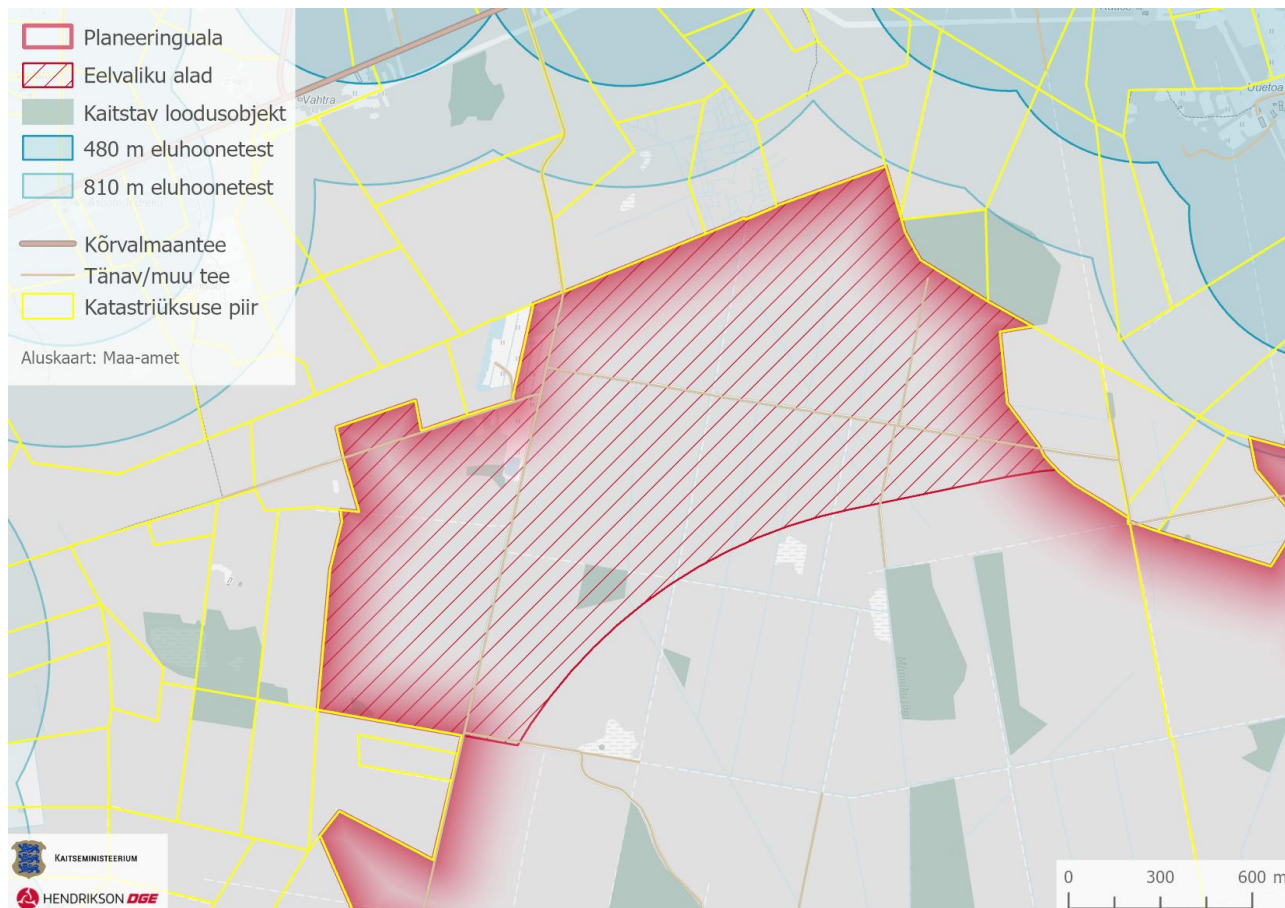 Planeeringuala
Eelvaliku alad
Kaitstav loodusobjekt
480 m eluhoonetest
810 m eluhoonetest
Kõrvalmaantee
Tänav/muu tee
Katastriüksuse piir
Aluskaart: Maa-amet
Vahtra
Uuetoa
KAITSEMINISTEERIUM
HENDRIKSON DGE
0 300 600 m